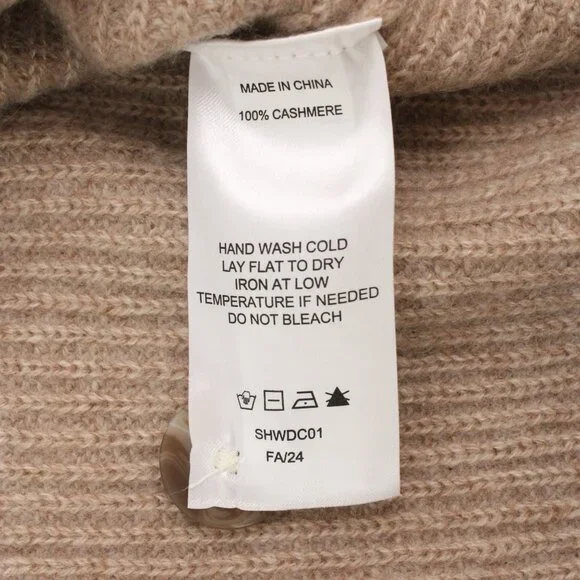 MADE IN CHINA
100% CASHMERE
HAND WASH COLD
LAY FLAT TO DRY
IRON AT LOW
TEMPERATURE IF NEEDED
DO NOT BLEACH
SHWDC01
FA/24